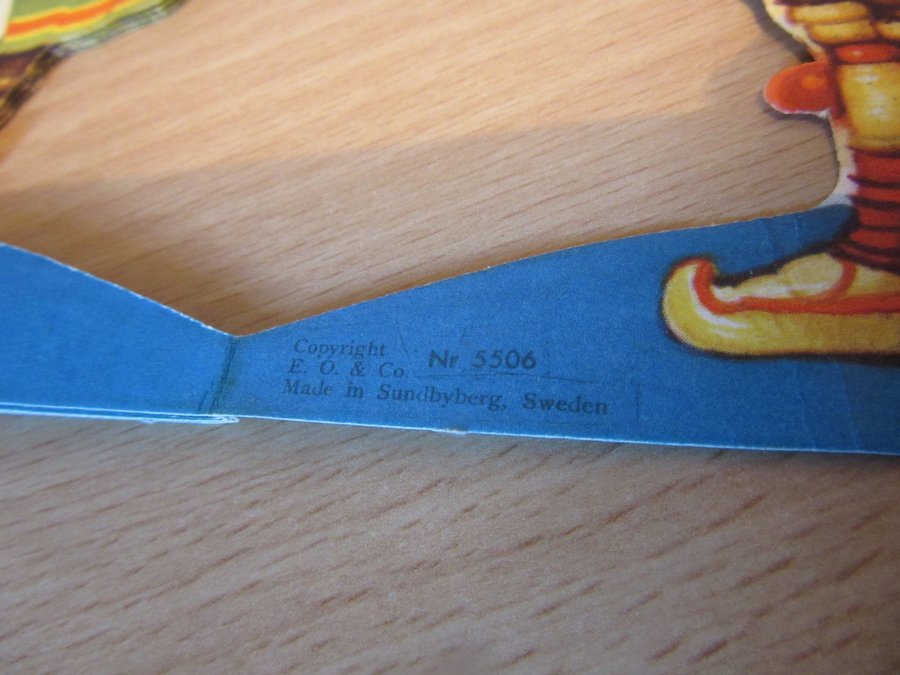 Copyright
E. O. & Co. Nr 5506
Made in Sundbyberg, Sweden